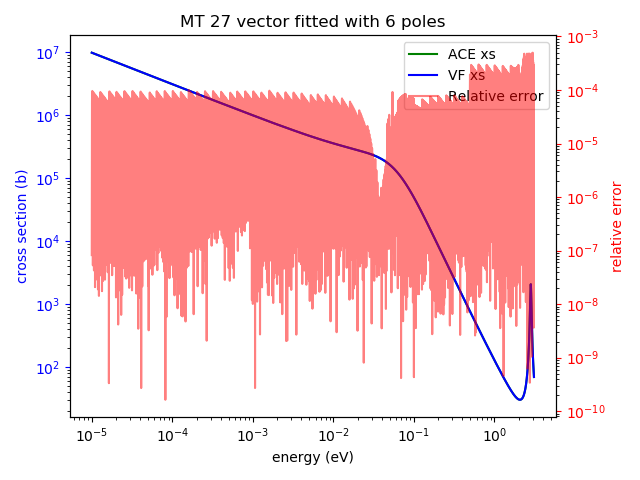 MT 27 vector fitted with 6 poles
ACE xs
VF xs
Relative error
cross section (b)
10^7
10^6
10^5
10^4
10^3
10^2
10^-3
10^-4
10^-5
10^-6
10^-7
10^-8
10^-9
10^-10
relative error
10^-5
10^-4
10^-3
10^-2
10^-1
10^0
energy (eV)